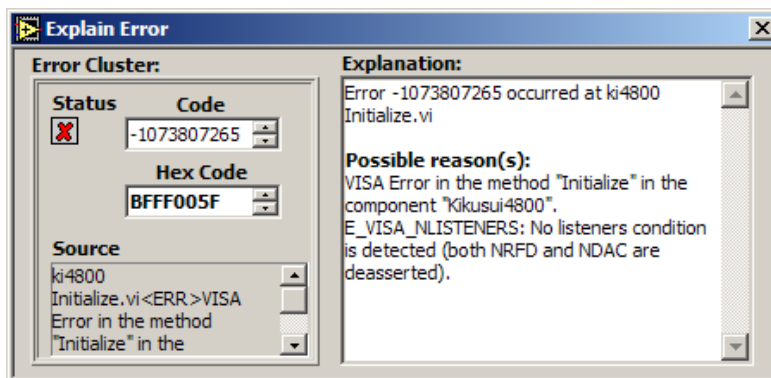 Explain Error
Error Cluster:
Status
Code
-1073807265
Hex Code
BFFF005F
Source
ki4800
Initialize.vi<ERR>VISA
Error in the method
"Initialize" in the
Explanation:
Error -1073807265 occurred at ki4800
Initialize.vi
Possible reason(s):
VISA Error in the method "Initialize" in the
component "Kikusui4800".
E_VISA_NLISTENERS: No listeners condition
is detected (both NRFD and NDAC are
deasserted).